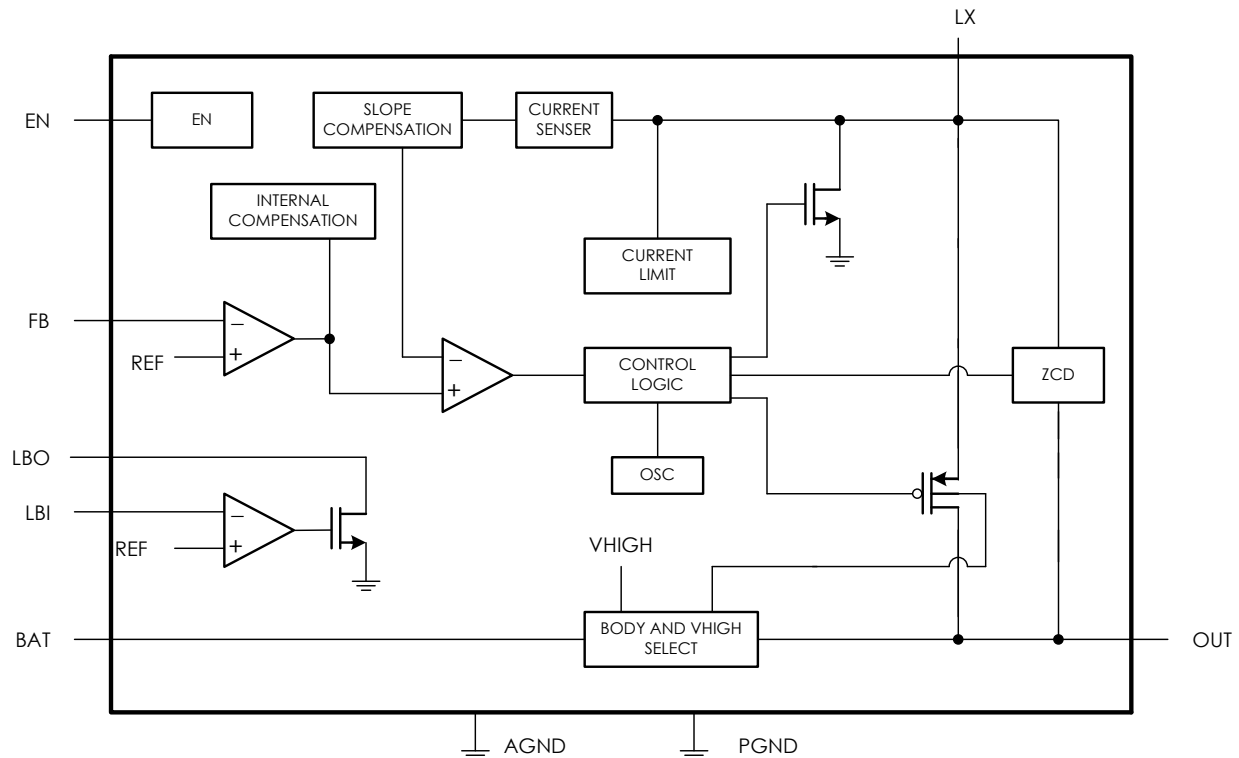 LX
EN
EN
SLOPE
COMPENSATION
CURRENT
SENSER
INTERNAL
COMPENSATION
CURRENT
LIMIT
FB
−
+
REF
−
+
CONTROL
LOGIC
ZCD
LBO
OSC
LBI
−
+
REF
VHIGH
BAT
BODY AND VHIGH
SELECT
OUT
AGND
PGND